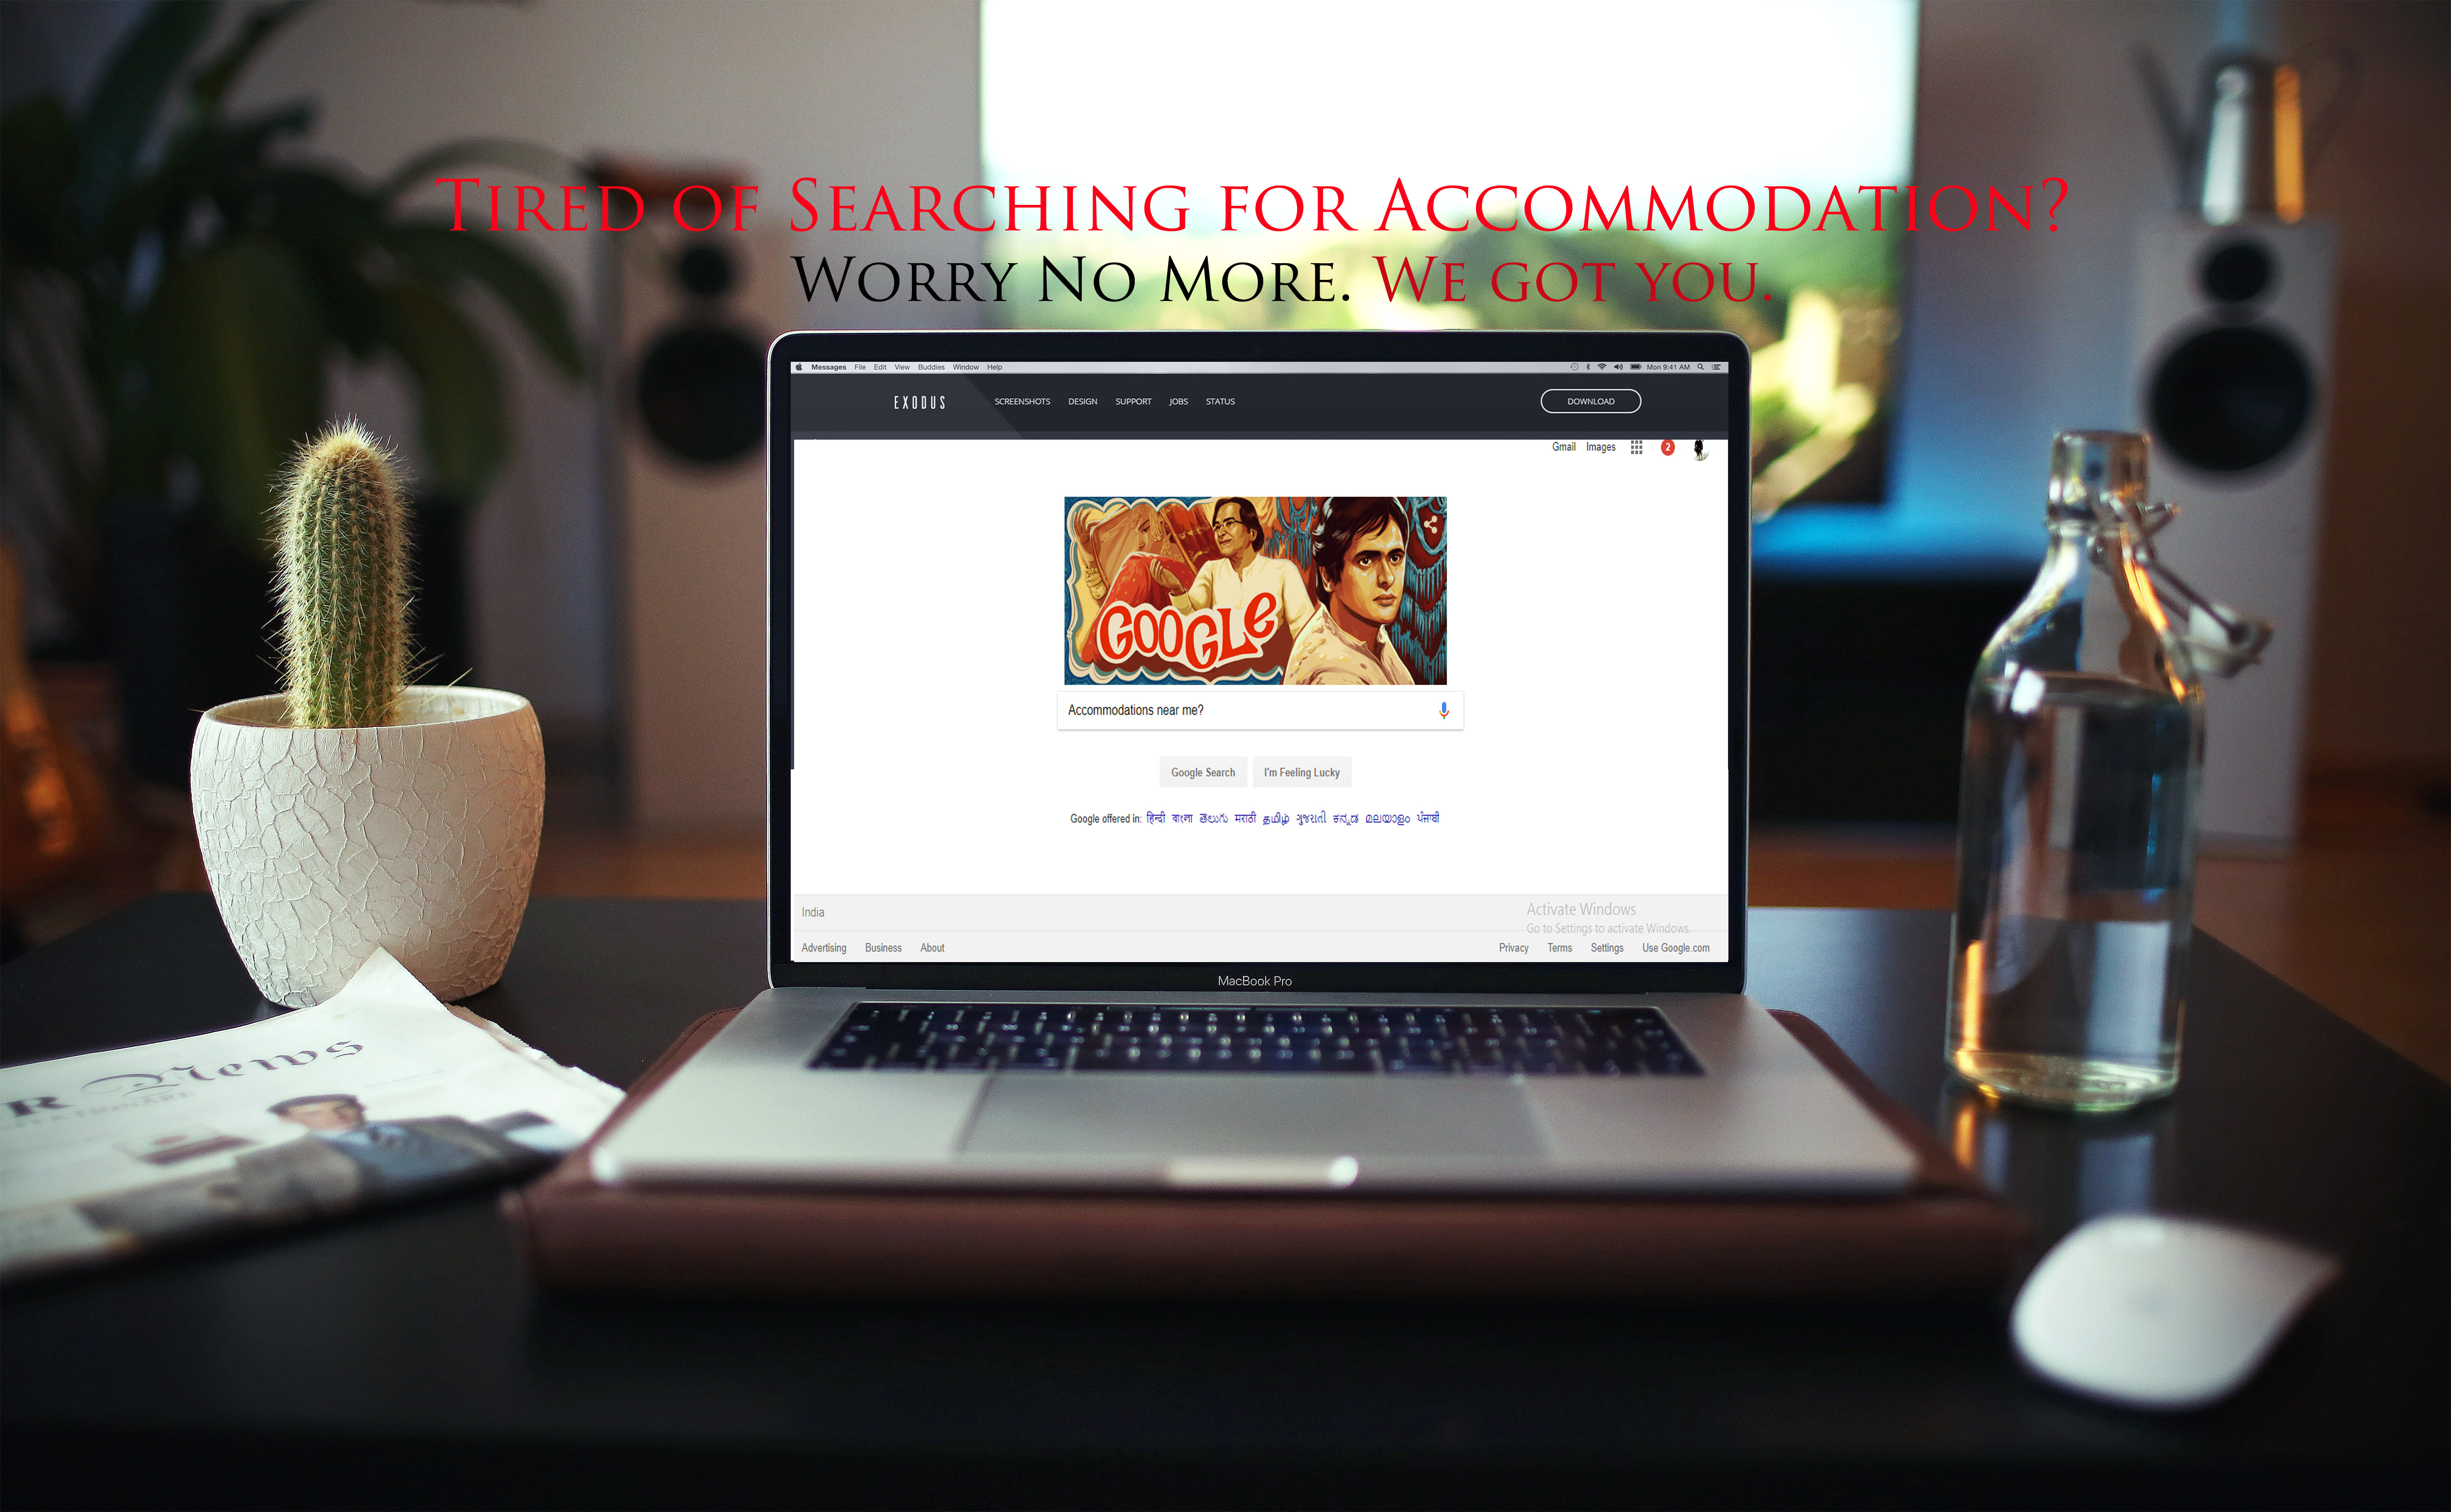 Tired of Searching for Accommodation?
Worry No More. We got you.
Messages File Edit View Buddies Window Help Mon 9:41 AM
EXODUS SCREENSHOTS DESIGN SUPPORT JOBS STATUS DOWNLOAD
Gmail Images 2
GOOGLe
Accommodations near me?
Google Search I'm Feeling Lucky
Google offered in: हिन्दी বাংলা తెలుగు मराठी தமிழ் ગુજરાતી ಕನ್ನಡ മലയാളം ਪੰਜਾਬੀ
India
Activate Windows
Go to Settings to activate Windows.
Advertising Business About Privacy Terms Settings Use Google.com
MacBook Pro
R News